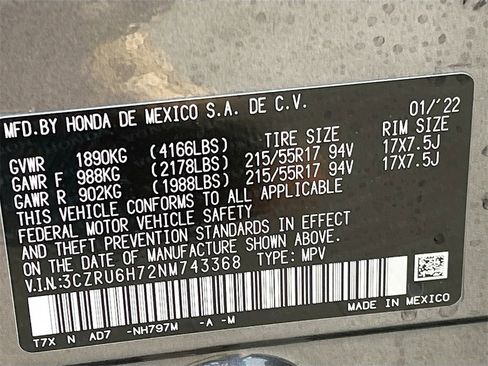 MFD.BY HONDA DE MEXICO S.A. DE C.V. 01/'22
GVWR 1890KG (4166LBS) TIRE SIZE RIM SIZE
GAWR F 988KG (2178LBS) 215/55R17 94V 17X7.5J
GAWR R 902KG (1988LBS) 215/55R17 94V 17X7.5J
THIS VEHICLE CONFORMS TO ALL APPLICABLE
FEDERAL MOTOR VEHICLE SAFETY
AND THEFT PREVENTION STANDARDS IN EFFECT
ON THE DATE OF MANUFACTURE SHOWN ABOVE.
V.I.N:3CZRU6H72NM743368 TYPE: MPV
T7X N AD7 -NH797M -A -M MADE IN MEXICO